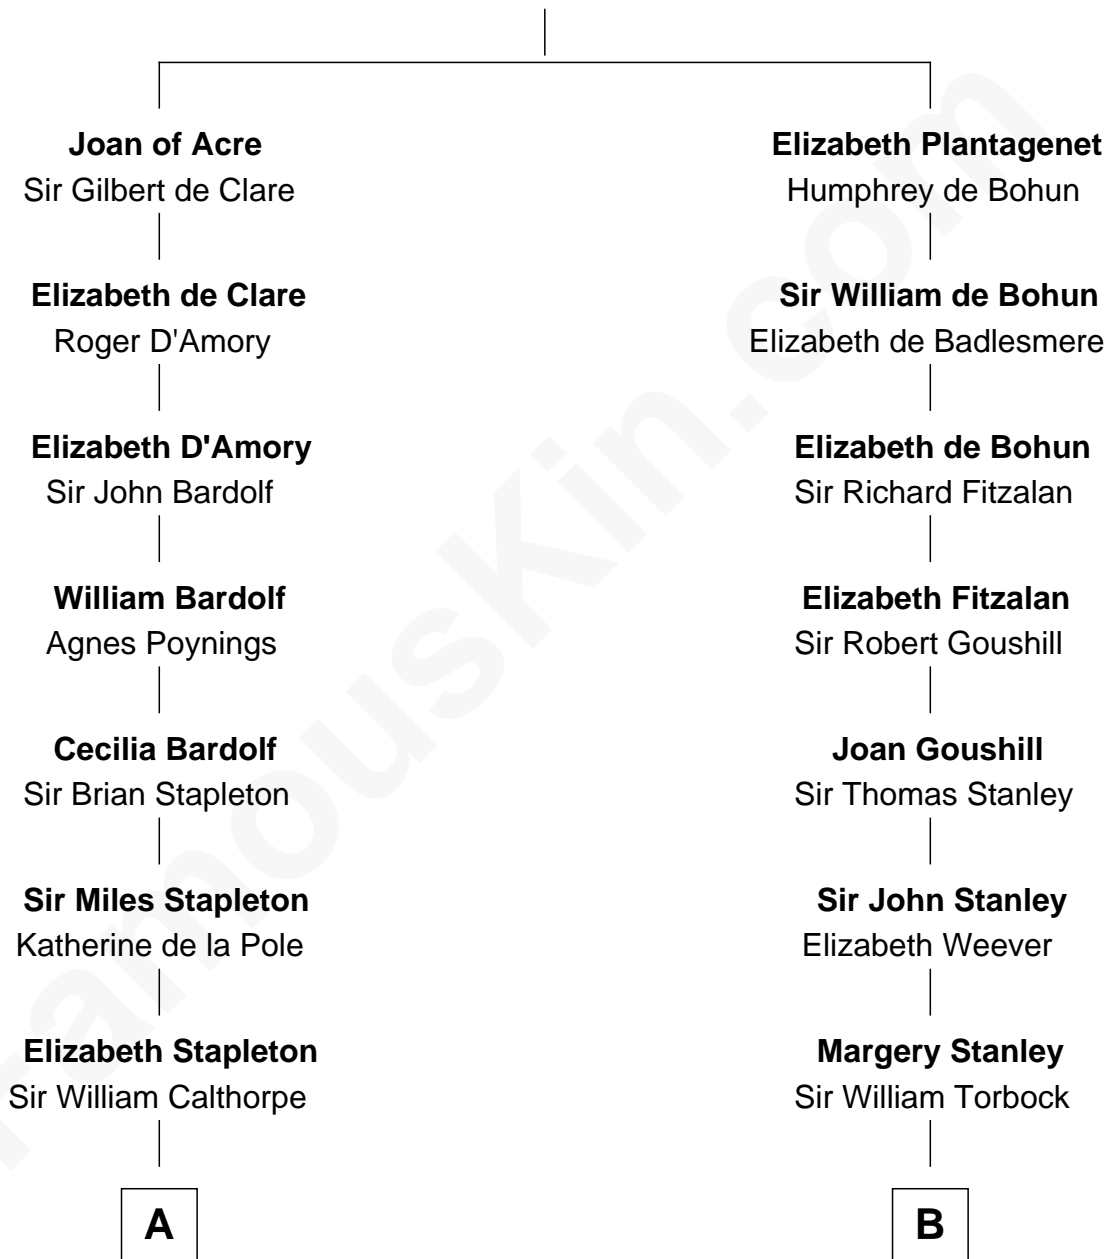 Joan of Acre
Sir Gilbert de Clare
Elizabeth de Clare
Roger D'Amory
Elizabeth D'Amory
Sir John Bardolf
William Bardolf
Agnes Poynings
Cecilia Bardolf
Sir Brian Stapleton
Sir Miles Stapleton
Katherine de la Pole
Elizabeth Stapleton
Sir William Calthorpe
A
Elizabeth Plantagenet
Humphrey de Bohun
Sir William de Bohun
Elizabeth de Badlesmere
Elizabeth de Bohun
Sir Richard Fitzalan
Elizabeth Fitzalan
Sir Robert Goushill
Joan Goushill
Sir Thomas Stanley
Sir John Stanley
Elizabeth Weever
Margery Stanley
Sir William Torbock
B
FamousKin.com